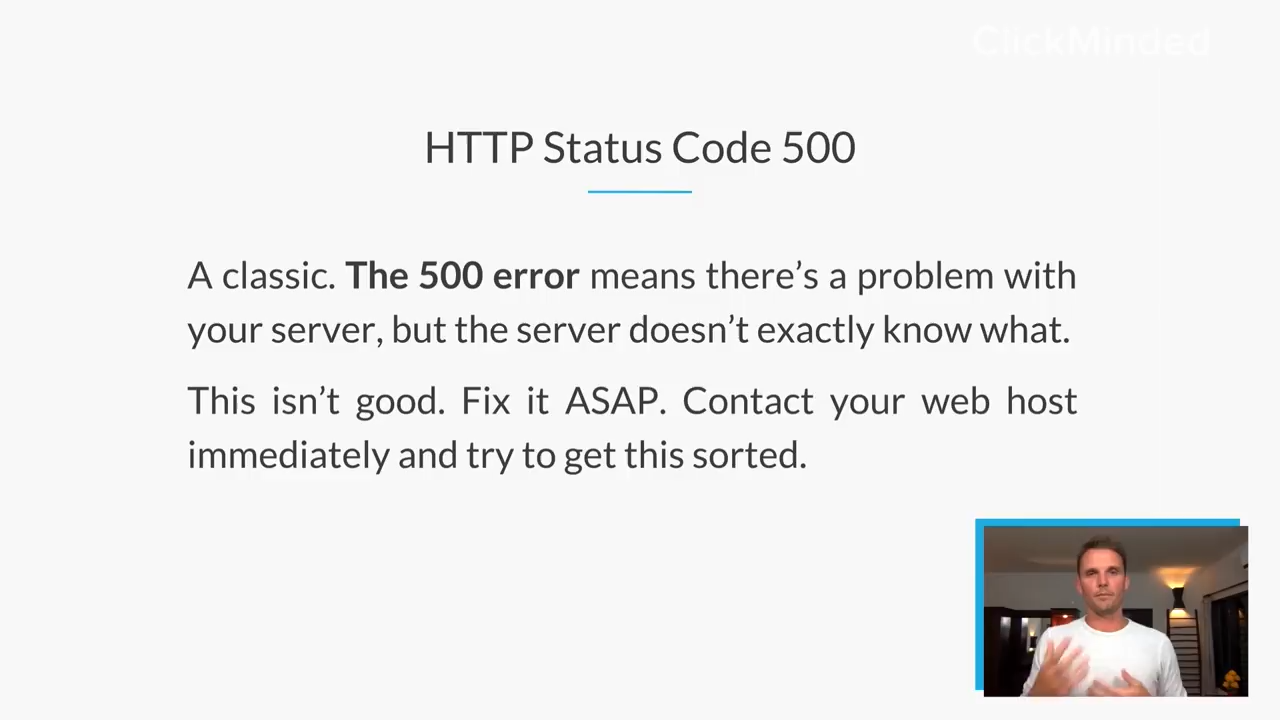 ClickMinded
HTTP Status Code 500
A classic. The 500 error means there’s a problem with
your server, but the server doesn’t exactly know what.
This isn’t good. Fix it ASAP. Contact your web host
immediately and try to get this sorted.